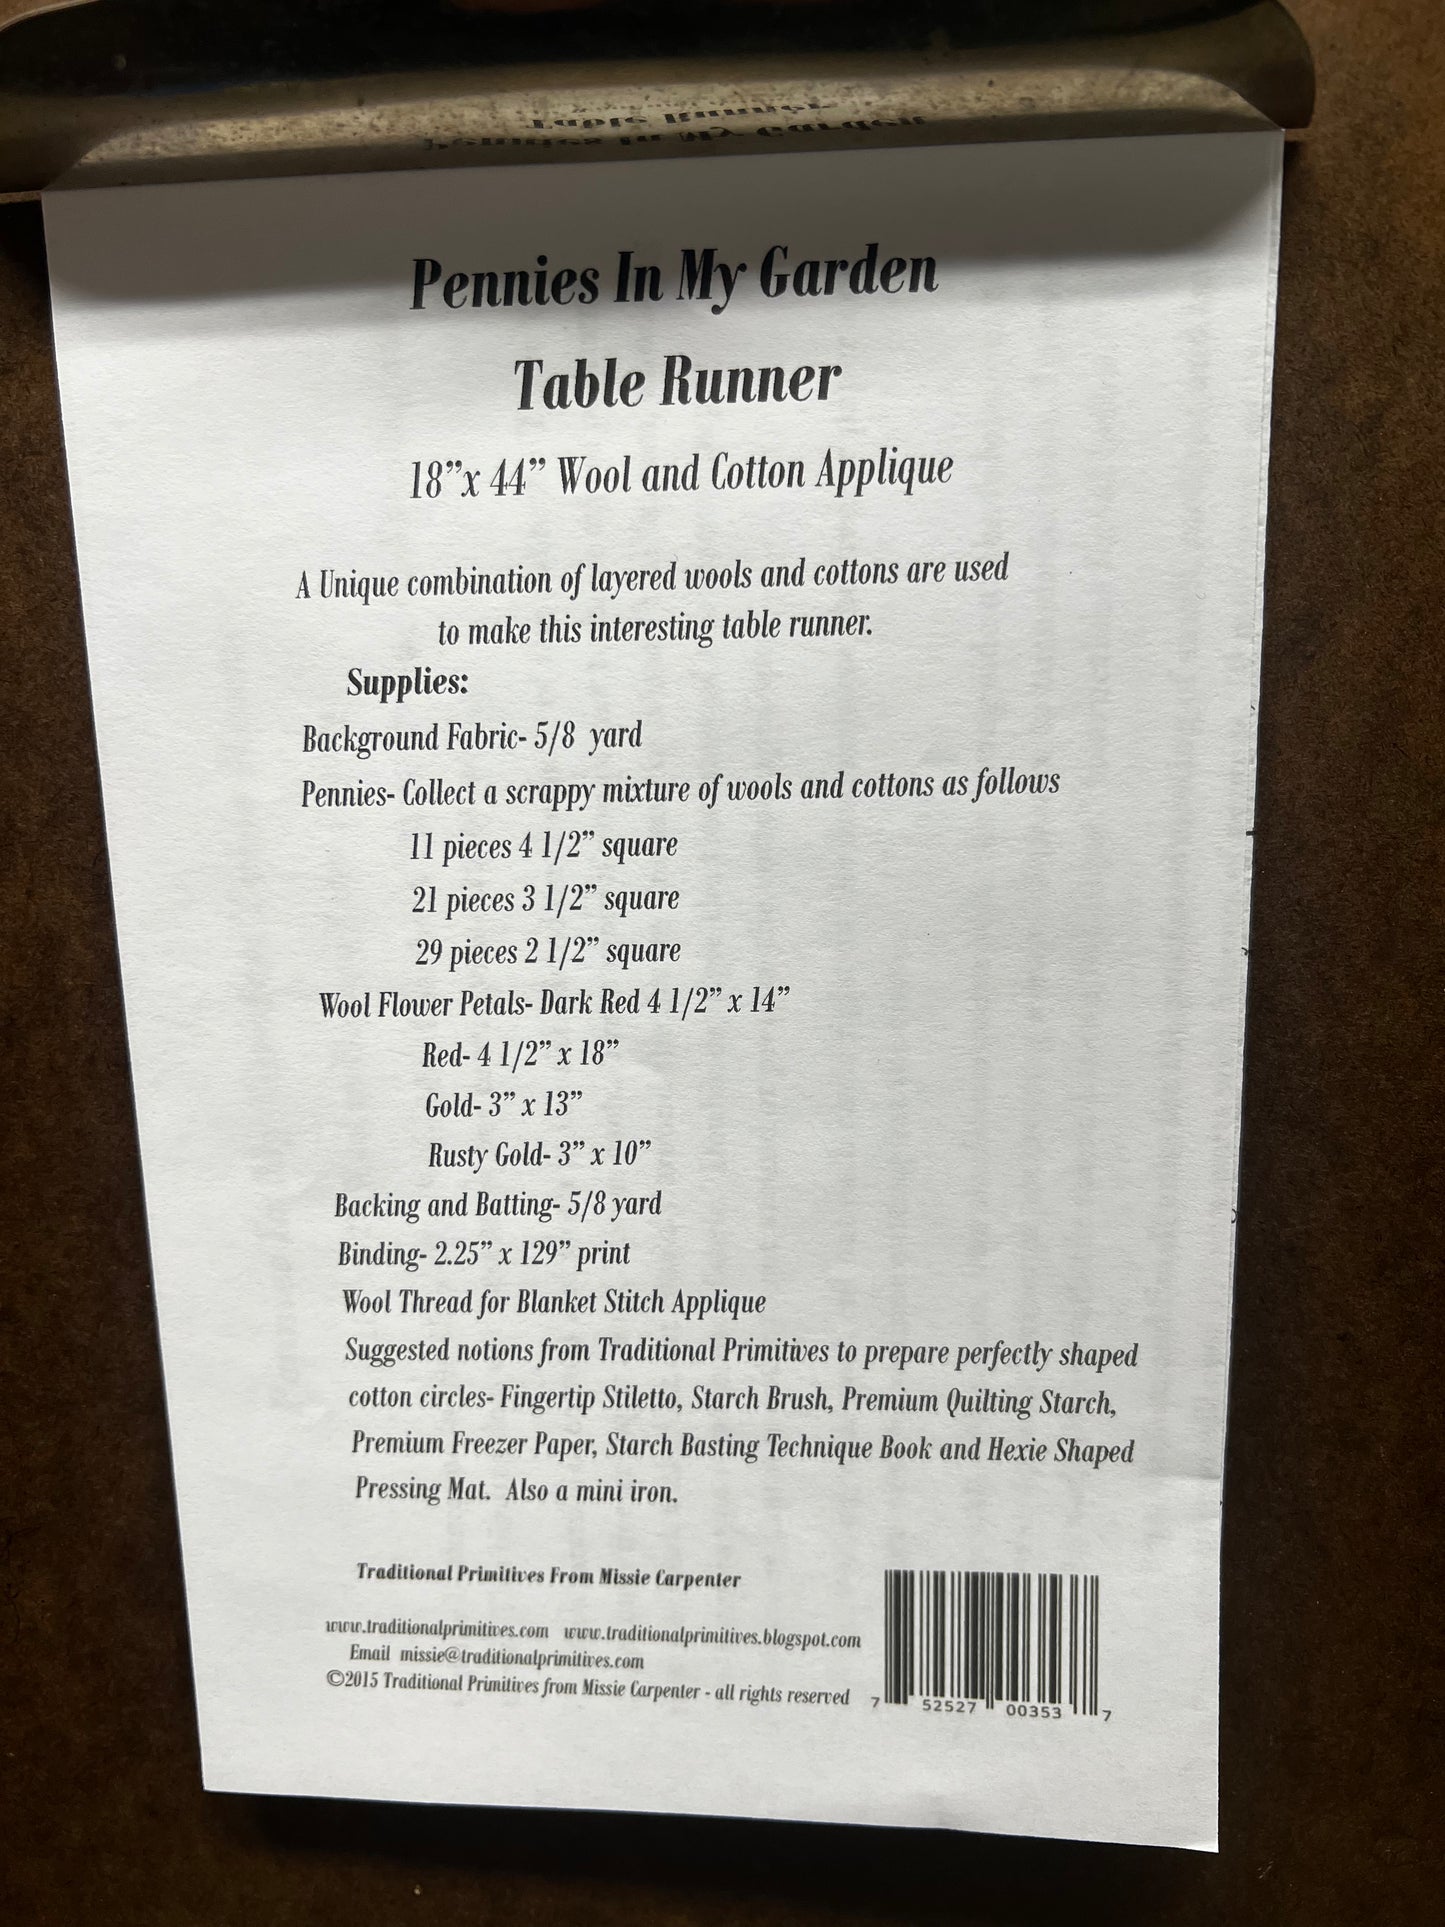 Pennies In My Garden
Table Runner
18”x 44” Wool and Cotton Applique
A Unique combination of layered wools and cottons are used
to make this interesting table runner.
Supplies:
Background Fabric- 5/8 yard
Pennies- Collect a scrappy mixture of wools and cottons as follows
11 pieces 4 1/2” square
21 pieces 3 1/2” square
29 pieces 2 1/2” square
Wool Flower Petals- Dark Red 4 1/2” x 14”
Red- 4 1/2” x 18”
Gold- 3” x 13”
Rusty Gold- 3” x 10”
Backing and Batting- 5/8 yard
Binding- 2.25” x 129” print
Wool Thread for Blanket Stitch Applique
Suggested notions from Traditional Primitives to prepare perfectly shaped
cotton circles- Fingertip Stiletto, Starch Brush, Premium Quilting Starch,
Premium Freezer Paper, Starch Basting Technique Book and Hexie Shaped
Pressing Mat. Also a mini iron.
Traditional Primitives From Missie Carpenter
www.traditionalprimitives.com www.traditionalprimitives.blogspot.com
Email missie@traditionalprimitives.com
©2015 Traditional Primitives from Missie Carpenter - all rights reserved
7 52527 00353 7